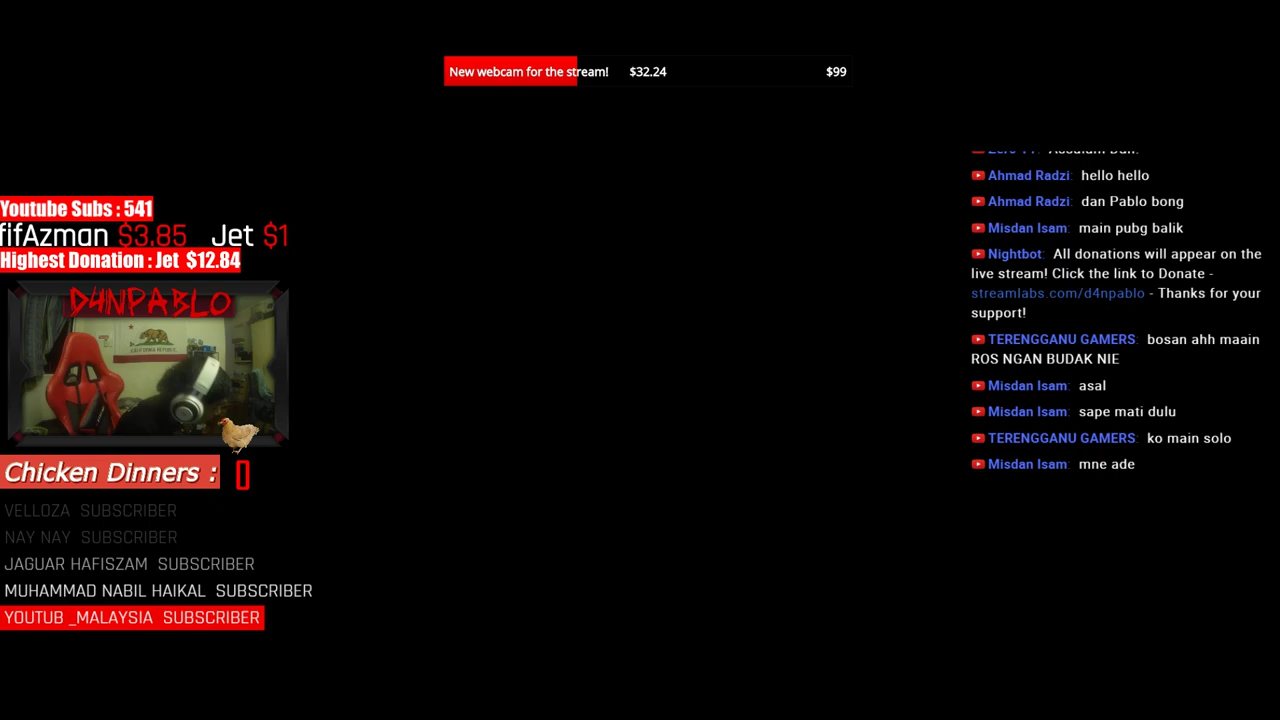 New webcam for the stream! $32.24 $99
Youtube Subs : 541
fifAzman $3.85 Jet $1
Highest Donation : Jet $12.84
D4NPABLO
CALIFORNIA REPUBLIC
Chicken Dinners : 0
VELLOZA SUBSCRIBER
NAY NAY SUBSCRIBER
JAGUAR HAFISZAM SUBSCRIBER
MUHAMMAD NABIL HAIKAL SUBSCRIBER
YOUTUB _MALAYSIA SUBSCRIBER
Ahmad Radzi: hello hello
Ahmad Radzi: dan Pablo bong
Misdan Isam: main pubg balik
Nightbot: All donations will appear on the
live stream! Click the link to Donate -
streamlabs.com/d4npablo - Thanks for your
support!
TERENGGANU GAMERS: bosan ahh maain
ROS NGAN BUDAK NIE
Misdan Isam: asal
Misdan Isam: sape mati dulu
TERENGGANU GAMERS: ko main solo
Misdan Isam: mne ade